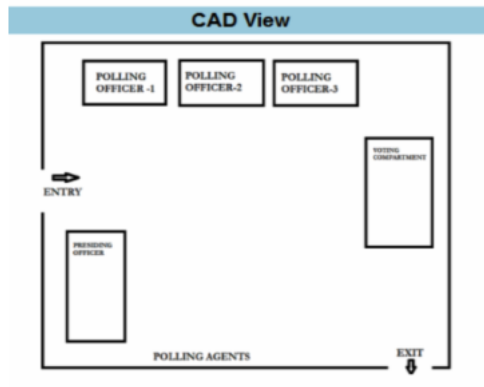 CAD View
POLLING
OFFICER -1
POLLING
OFFICER-2
POLLING
OFFICER-3
VOTING
COMPARTMENT
ENTRY
PRESIDING
OFFICER
POLLING AGENTS
EXIT